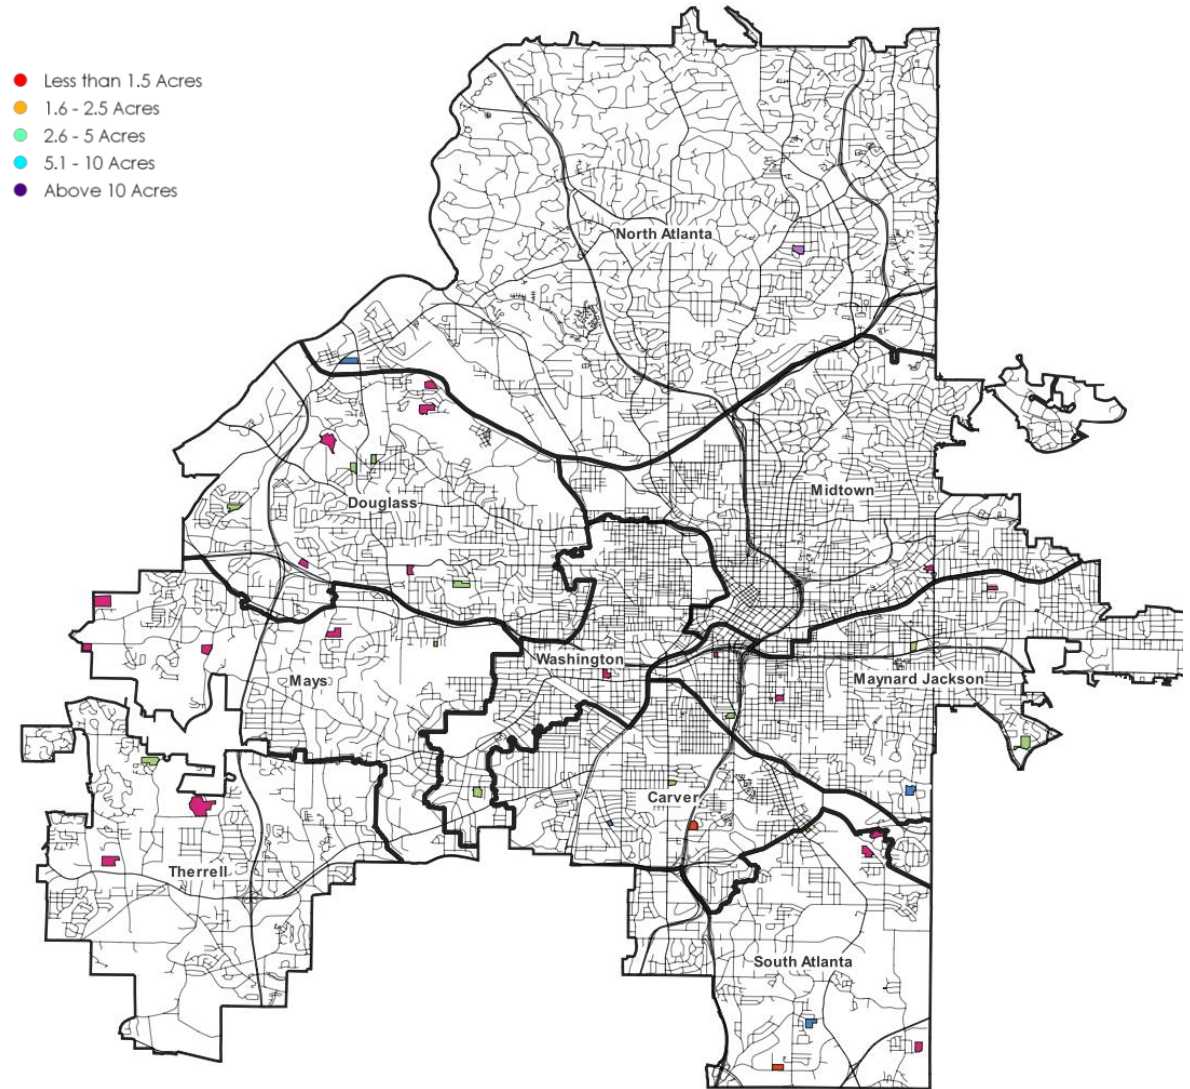 Less than 1.5 Acres
1.6 - 2.5 Acres
2.6 - 5 Acres
5.1 - 10 Acres
Above 10 Acres
North Atlanta
Midtown
Douglass
Washington
Maynard Jackson
Mays
Carver
Therrell
South Atlanta